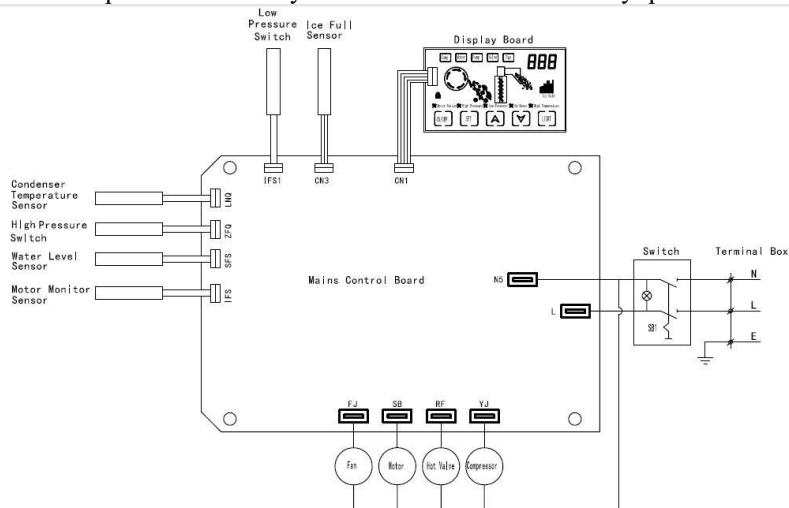 Low
Pressure
Switch
Ice Full
Sensor
Display Board
888
ON/OFF
SET
LIGHT
IFS1
CN3
CN1
Condenser
Temperature
Sensor
LNQ
High Pressure
Switch
ZFQ
Water Level
Sensor
SFS
Motor Monitor
Sensor
IFS
Mains Control Board
N5
L
Switch
Terminal Box
N
L
E
SB1
FJ
SB
RF
YJ
Fan
Motor
Hot Valve
Compressor